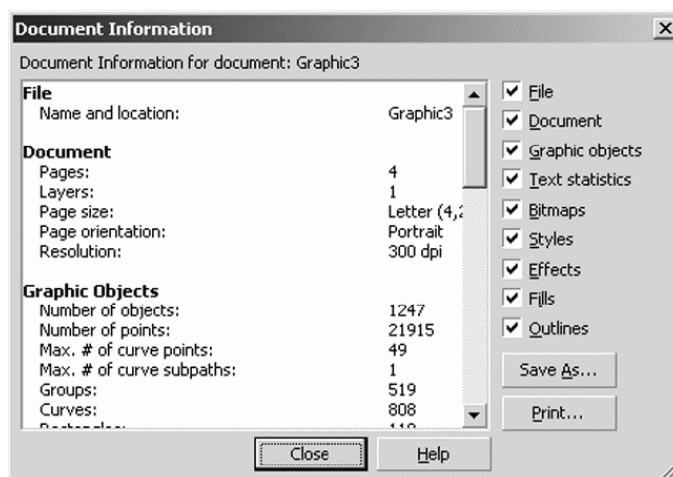 Document Information
Document Information for document: Graphic3
File
Name and location: Graphic3
Document
Pages: 4
Layers: 1
Page size: Letter (4,2
Page orientation: Portrait
Resolution: 300 dpi
Graphic Objects
Number of objects: 1247
Number of points: 21915
Max. # of curve points: 49
Max. # of curve subpaths: 1
Groups: 519
Curves: 808
File
Document
Graphic objects
Text statistics
Bitmaps
Styles
Effects
Fills
Outlines
Save As...
Print...
Close
Help